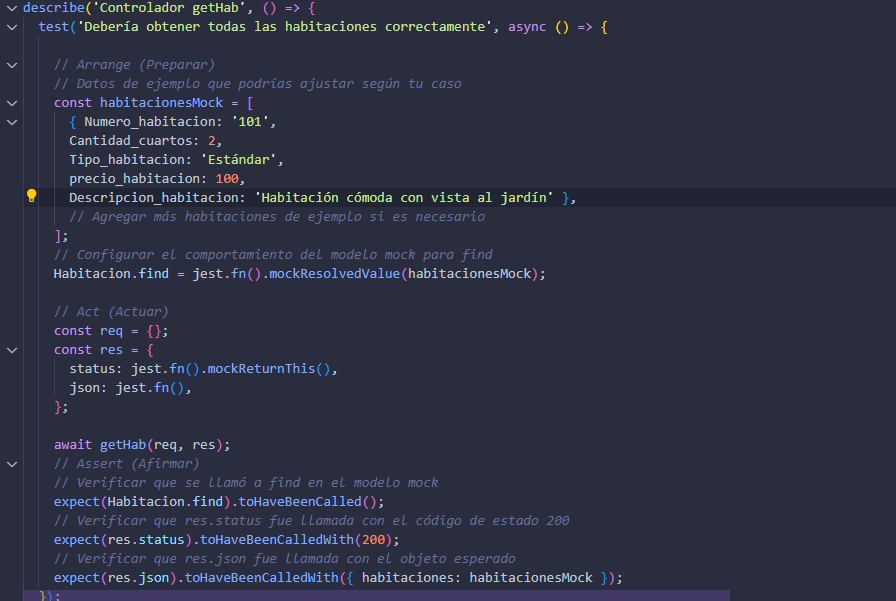 describe('Controlador getHab', () => {
test('Debería obtener todas las habitaciones correctamente', async () => {
// Arrange (Preparar)
// Datos de ejemplo que podrías ajustar según tu caso
const habitacionesMock = [
{ Numero_habitacion: '101',
Cantidad_cuartos: 2,
Tipo_habitacion: 'Estándar',
precio_habitacion: 100,
Descripcion_habitacion: 'Habitación cómoda con vista al jardín' },
// Agregar más habitaciones de ejemplo si es necesario
];
// Configurar el comportamiento del modelo mock para find
Habitacion.find = jest.fn().mockResolvedValue(habitacionesMock);
// Act (Actuar)
const req = {};
const res = {
status: jest.fn().mockReturnThis(),
json: jest.fn(),
};
await getHab(req, res);
// Assert (Afirmar)
// Verificar que se llamó a find en el modelo mock
expect(Habitacion.find).toHaveBeenCalled();
// Verificar que res.status fue llamada con el código de estado 200
expect(res.status).toHaveBeenCalledWith(200);
// Verificar que res.json fue llamada con el objeto esperado
expect(res.json).toHaveBeenCalledWith({ habitaciones: habitacionesMock });
});